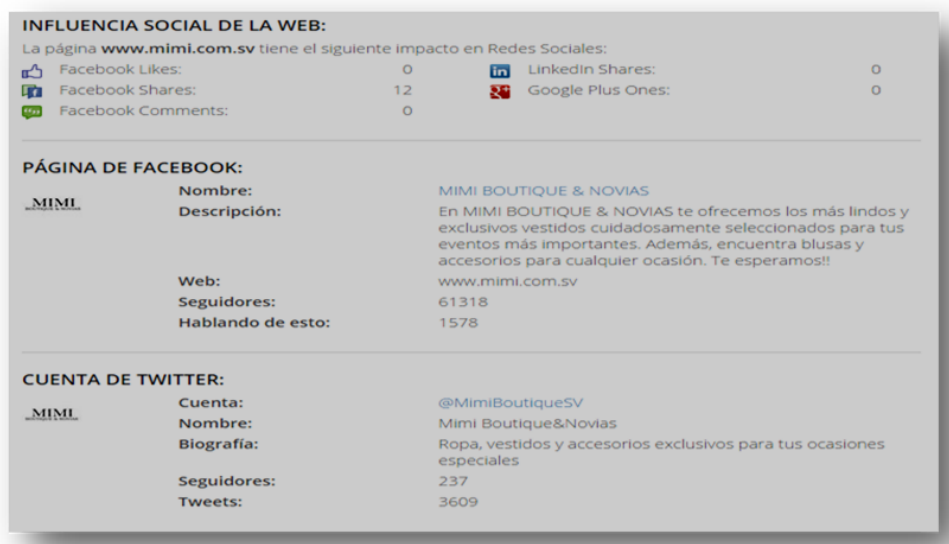 INFLUENCIA SOCIAL DE LA WEB:
La página www.mimi.com.sv tiene el siguiente impacto en Redes Sociales:
Facebook Likes: 0 LinkedIn Shares: 0
Facebook Shares: 12 Google Plus Ones: 0
Facebook Comments: 0
PÁGINA DE FACEBOOK:
MIMI
Nombre: MIMI BOUTIQUE & NOVIAS
Descripción: En MIMI BOUTIQUE & NOVIAS te ofrecemos los más lindos y
exclusivos vestidos cuidadosamente seleccionados para tus
eventos más importantes. Además, encuentra blusas y
accesorios para cualquier ocasión. Te esperamos!!
Web: www.mimi.com.sv
Seguidores: 61318
Hablando de esto: 1578
CUENTA DE TWITTER:
MIMI
Cuenta: @MimiBoutiqueSV
Nombre: Mimi Boutique&Novias
Biografía: Ropa, vestidos y accesorios exclusivos para tus ocasiones
especiales
Seguidores: 237
Tweets: 3609